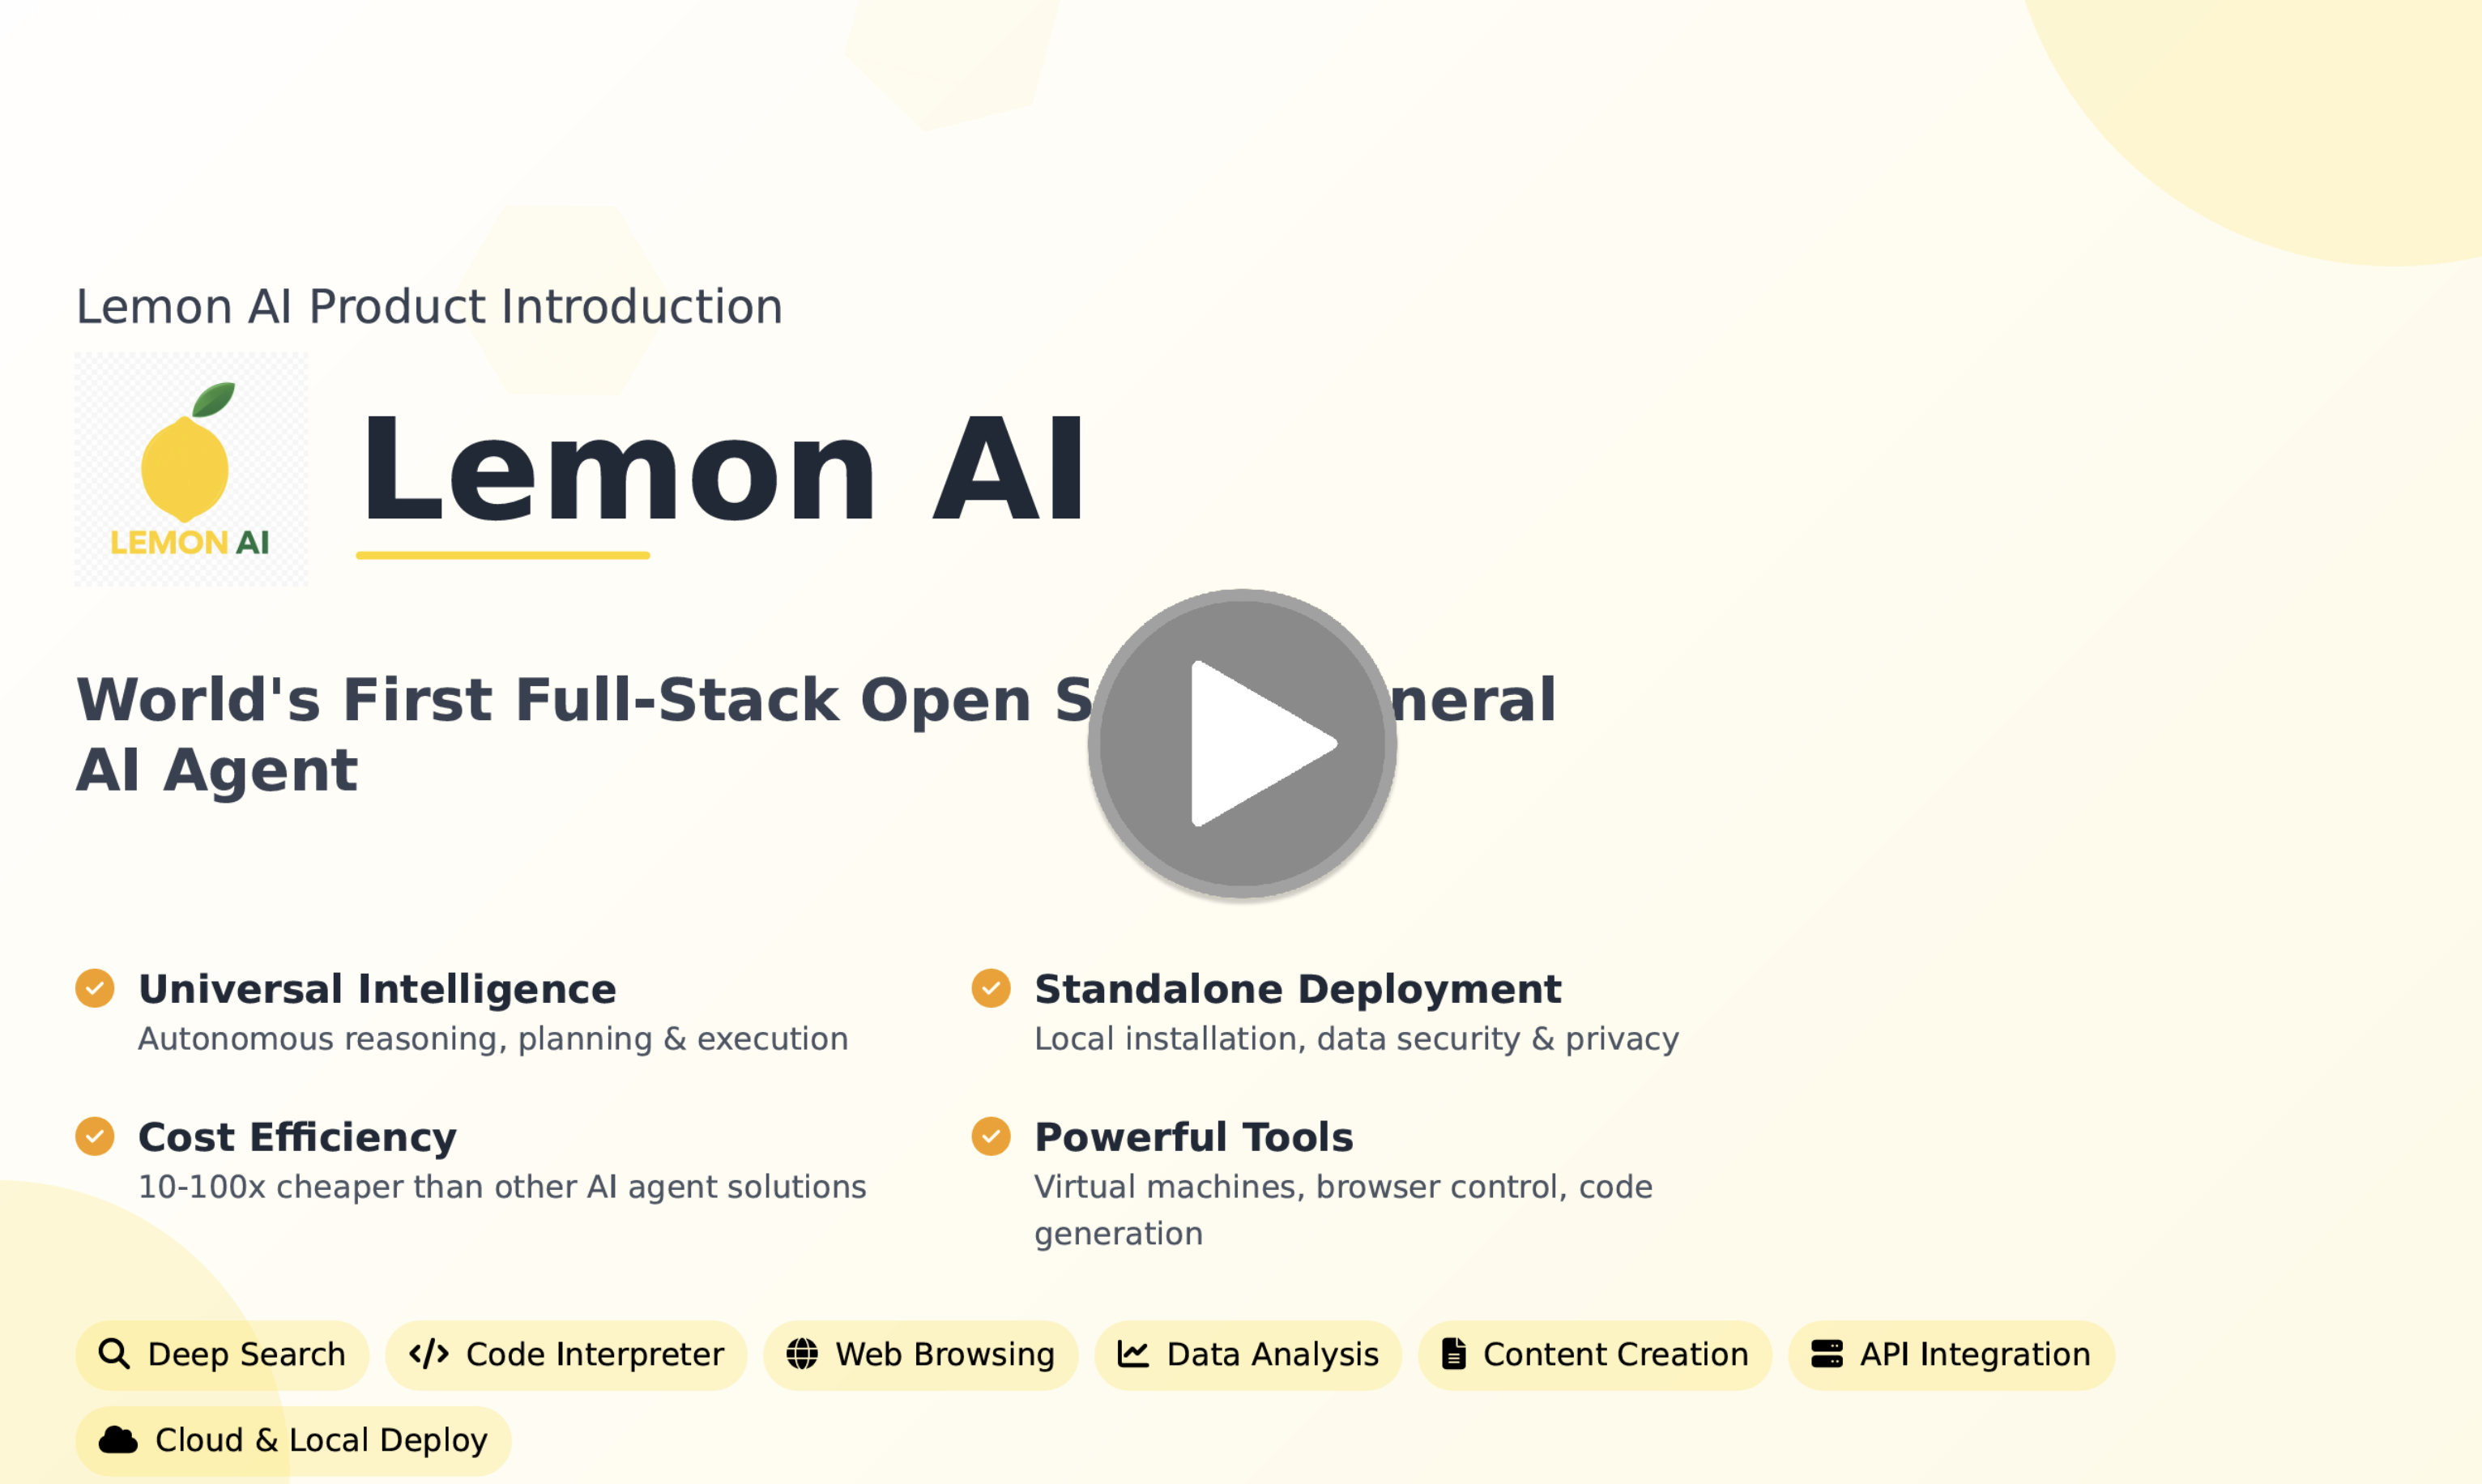 Lemon AI Product Introduction
LEMON AI
Lemon AI
World's First Full-Stack Open S neral
AI Agent
Universal Intelligence
Autonomous reasoning, planning & execution
Standalone Deployment
Local installation, data security & privacy
Cost Efficiency
10-100x cheaper than other AI agent solutions
Powerful Tools
Virtual machines, browser control, code
generation
Deep Search
Code Interpreter
Web Browsing
Data Analysis
Content Creation
API Integration
Cloud & Local Deploy